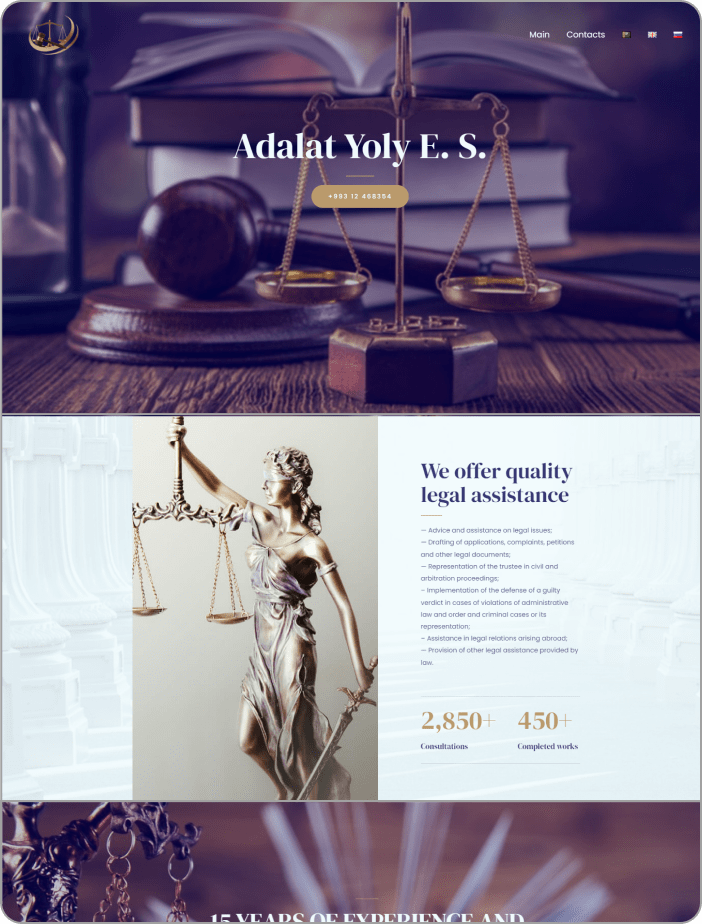 Main Contacts
Adalat Yoly E. S.
+993 12 468354
We offer quality
legal assistance
— Advice and assistance on legal issues;
— Drafting of applications, complaints, petitions
and other legal documents;
— Representation of the trustee in civil and
arbitration proceedings;
– Implementation of the defense of a guilty
verdict in cases of violations of administrative
law and order and criminal cases or its
representation;
– Assistance in legal relations arising abroad;
— Provision of other legal assistance provided by
law.
2,850+ 450+
Consultations Completed works
15 YEARS OF EXPERIENCE AND